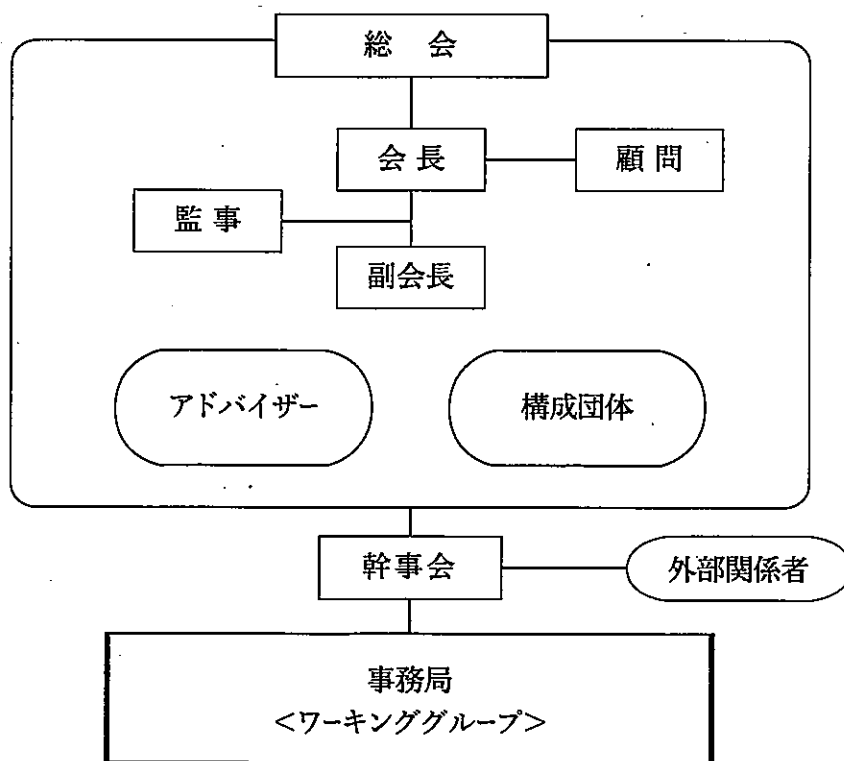 総 会
会 長
顧 問
監 事
副会長
アドバイザー
構成団体
幹事会
外部関係者
事務局
<ワーキンググループ>